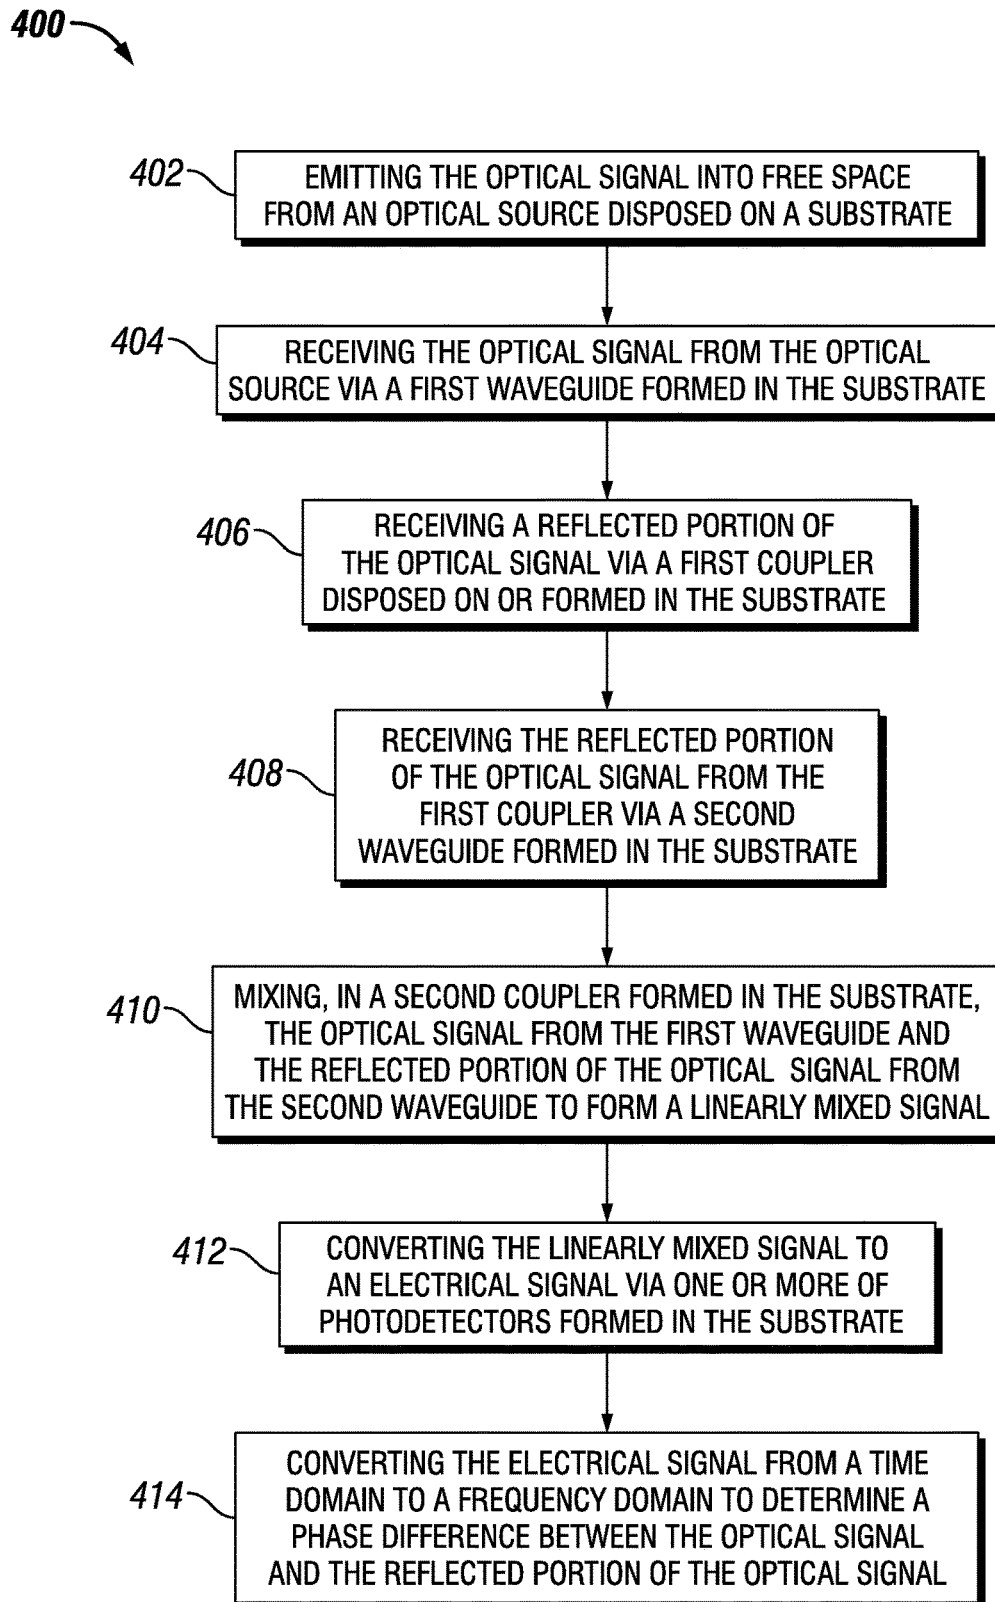 400
402
EMITTING THE OPTICAL SIGNAL INTO FREE SPACE
FROM AN OPTICAL SOURCE DISPOSED ON A SUBSTRATE
404
RECEIVING THE OPTICAL SIGNAL FROM THE OPTICAL
SOURCE VIA A FIRST WAVEGUIDE FORMED IN THE SUBSTRATE
406
RECEIVING A REFLECTED PORTION OF
THE OPTICAL SIGNAL VIA A FIRST COUPLER
DISPOSED ON OR FORMED IN THE SUBSTRATE
408
RECEIVING THE REFLECTED PORTION
OF THE OPTICAL SIGNAL FROM THE
FIRST COUPLER VIA A SECOND
WAVEGUIDE FORMED IN THE SUBSTRATE
410
MIXING, IN A SECOND COUPLER FORMED IN THE SUBSTRATE,
THE OPTICAL SIGNAL FROM THE FIRST WAVEGUIDE AND
THE REFLECTED PORTION OF THE OPTICAL SIGNAL FROM
THE SECOND WAVEGUIDE TO FORM A LINEARLY MIXED SIGNAL
412
CONVERTING THE LINEARLY MIXED SIGNAL TO
AN ELECTRICAL SIGNAL VIA ONE OR MORE OF
PHOTODETECTORS FORMED IN THE SUBSTRATE
414
CONVERTING THE ELECTRICAL SIGNAL FROM A TIME
DOMAIN TO A FREQUENCY DOMAIN TO DETERMINE A
PHASE DIFFERENCE BETWEEN THE OPTICAL SIGNAL
AND THE REFLECTED PORTION OF THE OPTICAL SIGNAL